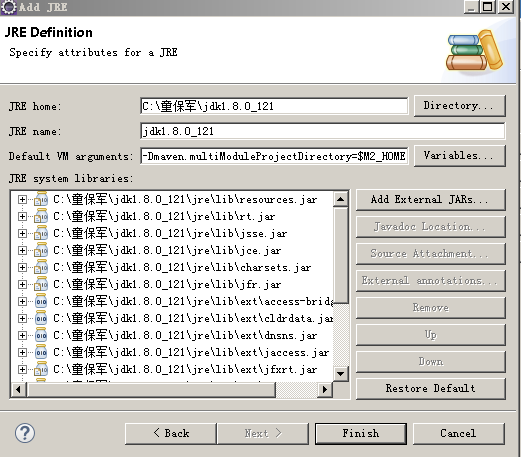 Add JRE
JRE Definition
Specify attributes for a JRE
JRE home:
C:\童保军\jdk1.8.0_121
Directory...
JRE name:
jdk1.8.0_121
Default VM arguments:
-Dmaven.multiModuleProjectDirectory=$M2_HOME
Variables...
JRE system libraries:
C:\童保军\jdk1.8.0_121\jre\lib\resources.jar
C:\童保军\jdk1.8.0_121\jre\lib\rt.jar
C:\童保军\jdk1.8.0_121\jre\lib\jsse.jar
C:\童保军\jdk1.8.0_121\jre\lib\jce.jar
C:\童保军\jdk1.8.0_121\jre\lib\charsets.jar
C:\童保军\jdk1.8.0_121\jre\lib\jfr.jar
C:\童保军\jdk1.8.0_121\jre\lib\ext\access-bridg
C:\童保军\jdk1.8.0_121\jre\lib\ext\cldrdata.jar
C:\童保军\jdk1.8.0_121\jre\lib\ext\dnsns.jar
C:\童保军\jdk1.8.0_121\jre\lib\ext\jaccess.jar
C:\童保军\jdk1.8.0_121\jre\lib\ext\jfxrt.jar
Add External JARs...
Javadoc Location...
Source Attachment...
External annotations...
Remove
Up
Down
Restore Default
?
< Back
Next >
Finish
Cancel